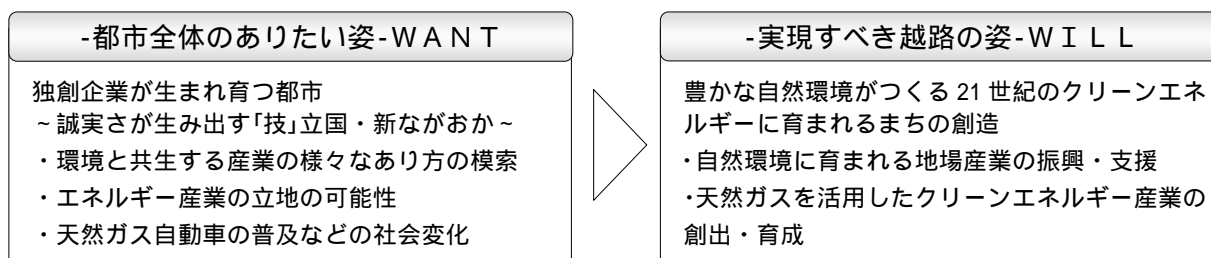 -都市全体のありたい姿-ＷＡＮＴ
独創企業が生まれ育つ都市
~誠実さが生み出す｢技｣立国・新ながおか~
・環境と共生する産業の様々なあり方の模索
・エネルギー産業の立地の可能性
・天然ガス自動車の普及などの社会変化
-実現すべき越路の姿-ＷＩＬＬ
豊かな自然環境がつくる 21 世紀のクリーンエネ
ルギーに育まれるまちの創造
・自然環境に育まれる地場産業の振興・支援
・天然ガスを活用したクリーンエネルギー産業の
創出・育成